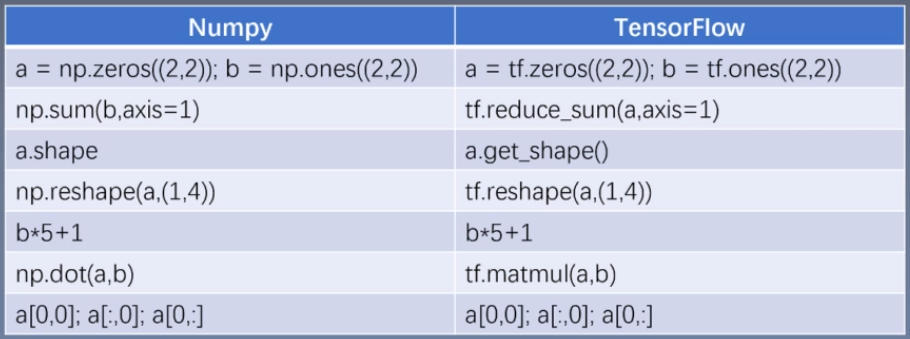 Numpy TensorFlow
a = np.zeros((2,2)); b = np.ones((2,2)) a = tf.zeros((2,2)); b = tf.ones((2,2))
np.sum(b,axis=1) tf.reduce_sum(a,axis=1)
a.shape a.get_shape()
np.reshape(a,(1,4)) tf.reshape(a,(1,4))
b*5+1 b*5+1
np.dot(a,b) tf.matmul(a,b)
a[0,0]; a[:,0]; a[0,:] a[0,0]; a[:,0]; a[0,:]